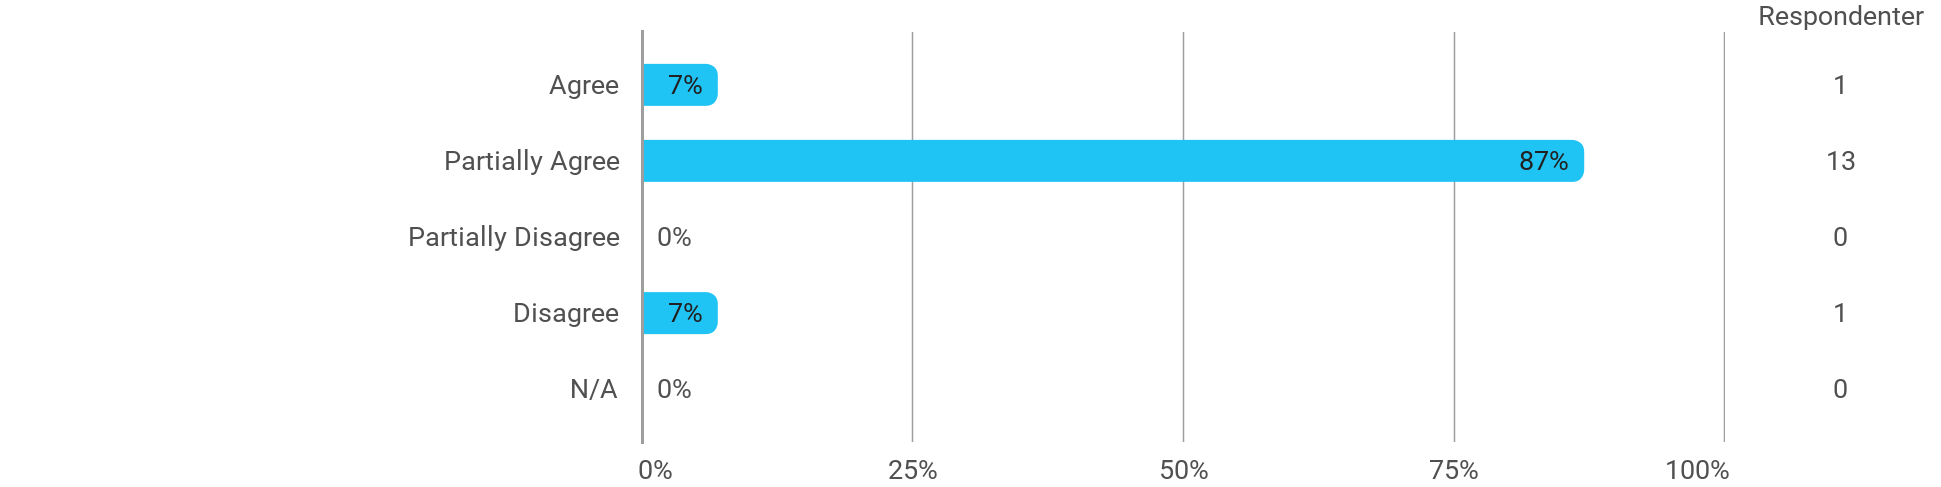 Respondenter
Agree 7% 1
Partially Agree 87% 13
Partially Disagree 0% 0
Disagree 7% 1
N/A 0% 0
0% 25% 50% 75% 100%